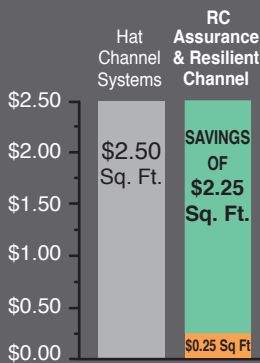 Hat
Channel
Systems
RC
Assurance
& Resilient
Channel
$2.50
$2.00
$1.50
$1.00
$0.50
$0.00
$2.50
Sq. Ft.
SAVINGS
OF
$2.25
Sq. Ft.
$0.25 Sq Ft